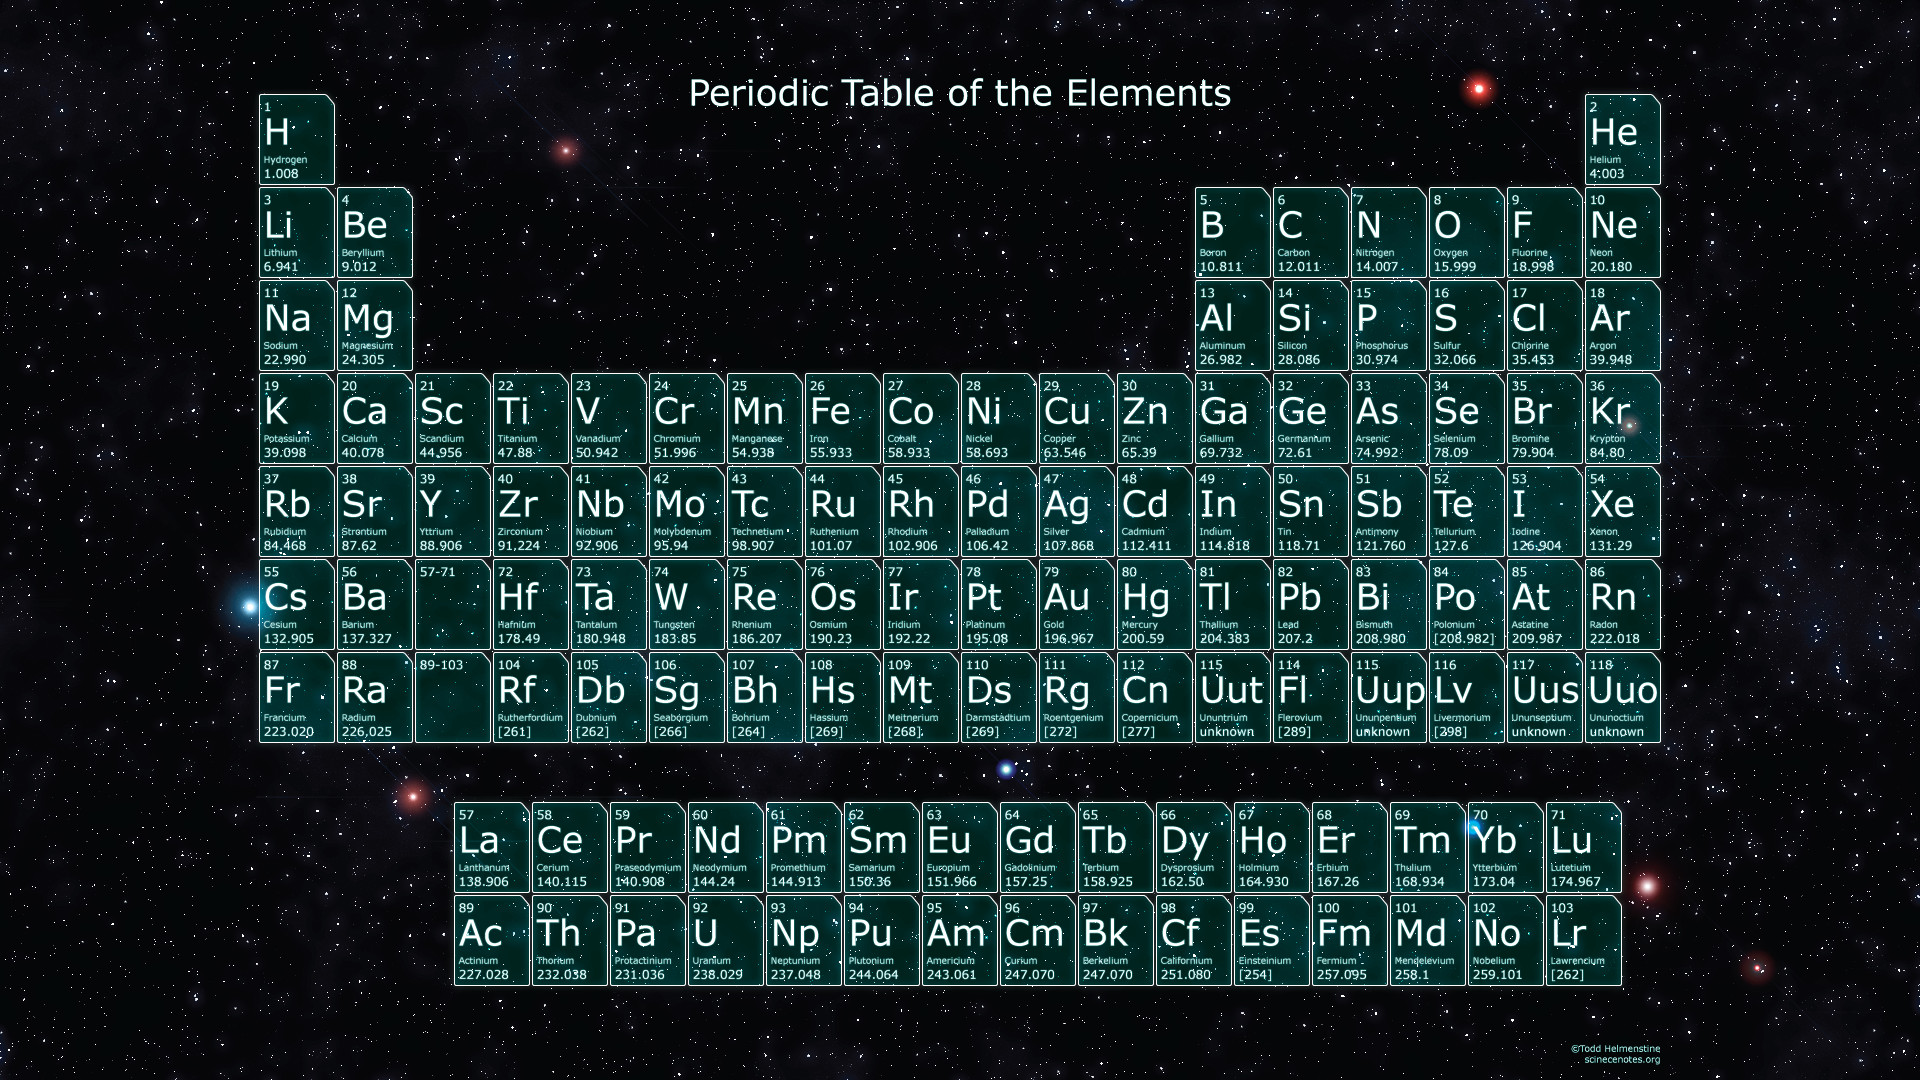 Periodic Table of the Elements
1
H
Hydrogen
1.008
2
He
Helium
4.003
3
Li
Lithium
6.941
4
Be
Beryllium
9.012
5
B
Boron
10.811
6
C
Carbon
12.011
7
N
Nitrogen
14.007
8
O
Oxygen
15.999
9
F
Fluorine
18.998
10
Ne
Neon
20.180
11
Na
Sodium
22.990
12
Mg
Magnesium
24.305
13
Al
Aluminum
26.982
14
Si
Silicon
28.086
15
P
Phosphorus
30.974
16
S
Sulfur
32.066
17
Cl
Chlorine
35.453
18
Ar
Argon
39.948
19
K
Potassium
39.098
20
Ca
Calcium
40.078
21
Sc
Scandium
44.956
22
Ti
Titanium
47.88
23
V
Vanadium
50.942
24
Cr
Chromium
51.996
25
Mn
Manganese
54.938
26
Fe
Iron
55.933
27
Co
Cobalt
58.933
28
Ni
Nickel
58.693
29
Cu
Copper
63.546
30
Zn
Zinc
65.39
31
Ga
Gallium
69.732
32
Ge
Germanum
72.61
33
As
Arsenic
74.992
34
Se
Selenium
78.09
35
Br
Bromine
79.904
36
Kr
Krypton
84.80
37
Rb
Rubidium
84.468
38
Sr
Strontium
87.62
39
Y
Yttrium
88.906
40
Zr
Zirconium
91,224
41
Nb
Niobium
92.906
42
Mo
Molybdenum
95.94
43
Tc
Technetium
98.907
44
Ru
Ruthenium
101.07
45
Rh
Rhodium
102.906
46
Pd
Palladium
106.42
47
Ag
Silver
107.868
48
Cd
Cadmium
112.411
49
In
Indium
114.818
50
Sn
Tin
118.71
51
Sb
Antimony
121.760
52
Te
Tellurium
127.6
53
I
Iodine
126.904
54
Xe
Xenon
131.29
55
Cs
Cesium
132.905
56
Ba
Barium
137.327
57-71
72
Hf
Hafnium
178.49
73
Ta
Tantalum
180.948
74
W
Tungsten
183.85
75
Re
Rhenium
186.207
76
Os
Osmium
190.23
77
Ir
Iridium
192.22
78
Pt
Platinum
195.08
79
Au
Gold
196.967
80
Hg
Mercury
200.59
81
Tl
Thallium
204.383
82
Pb
Lead
207.2
83
Bi
Bismuth
208.980
84
Po
Polonium
[208.982]
85
At
Astatine
209.987
86
Rn
Radon
222.018
87
Fr
Francium
223.020
88
Ra
Radium
226.025
89-103
104
Rf
Rutherfordium
[261]
105
Db
Dubnium
[262]
106
Sg
Seaborgium
[266]
107
Bh
Bohrium
[264]
108
Hs
Hassium
[269]
109
Mt
Meitnerium
[268]
110
Ds
Darmstadtium
[269]
111
Rg
Roentgenium
[272]
112
Cn
Copernicium
[277]
115
Uut
Ununtrium
unknown
114
Fl
Flerovium
[289]
115
Uup
Ununpentium
unknown
116
Lv
Livermorium
[298]
117
Uus
Ununseptium
unknown
118
Uuo
Ununoctium
unknown
57
La
Lanthanum
138.906
58
Ce
Cerium
140.115
59
Pr
Praseodymium
140.908
60
Nd
Neodymium
144.24
61
Pm
Promethium
144.913
62
Sm
Samarium
150.36
63
Eu
Europium
151.966
64
Gd
Gadolinium
157.25
65
Tb
Terbium
158.925
66
Dy
Dysprosium
162.50
67
Ho
Holmium
164.930
68
Er
Erbium
167.26
69
Tm
Thulium
168.934
70
Yb
Ytterbium
173.04
71
Lu
Lutetium
174.967
89
Ac
Actinium
227.028
90
Th
Thorium
232.038
91
Pa
Protactinium
231.036
92
U
Uranium
238.029
93
Np
Neptunium
237.048
94
Pu
Plutonium
244.064
95
Am
Americium
243.061
96
Cm
Curium
247.070
97
Bk
Berkelium
247.070
98
Cf
Californium
251.080
99
Es
Einsteinium
[254]
100
Fm
Fermium
257.095
101
Md
Mendelevium
258.1
102
No
Nobelium
259.101
103
Lr
Lawrencium
[262]
©Todd Helmenstine
scinecenotes.org